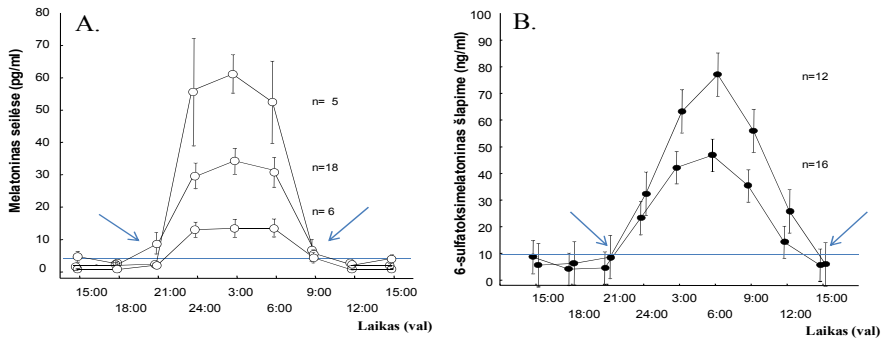 A.
Melatoninas seilėse (pg/ml)
80
70
60
50
40
30
20
10
0
n= 5
n=18
n= 6
15:00 21:00 3:00 9:00 15:00
18:00 24:00 6:00 12:00
Laikas (val)
B.
6-sulfatoksimelatoninas šlapime (ng/ml)
100
90
80
70
60
50
40
30
20
10
0
n=12
n=16
15:00 21:00 3:00 9:00 15:00
18:00 24:00 6:00 12:00
Laikas (val)